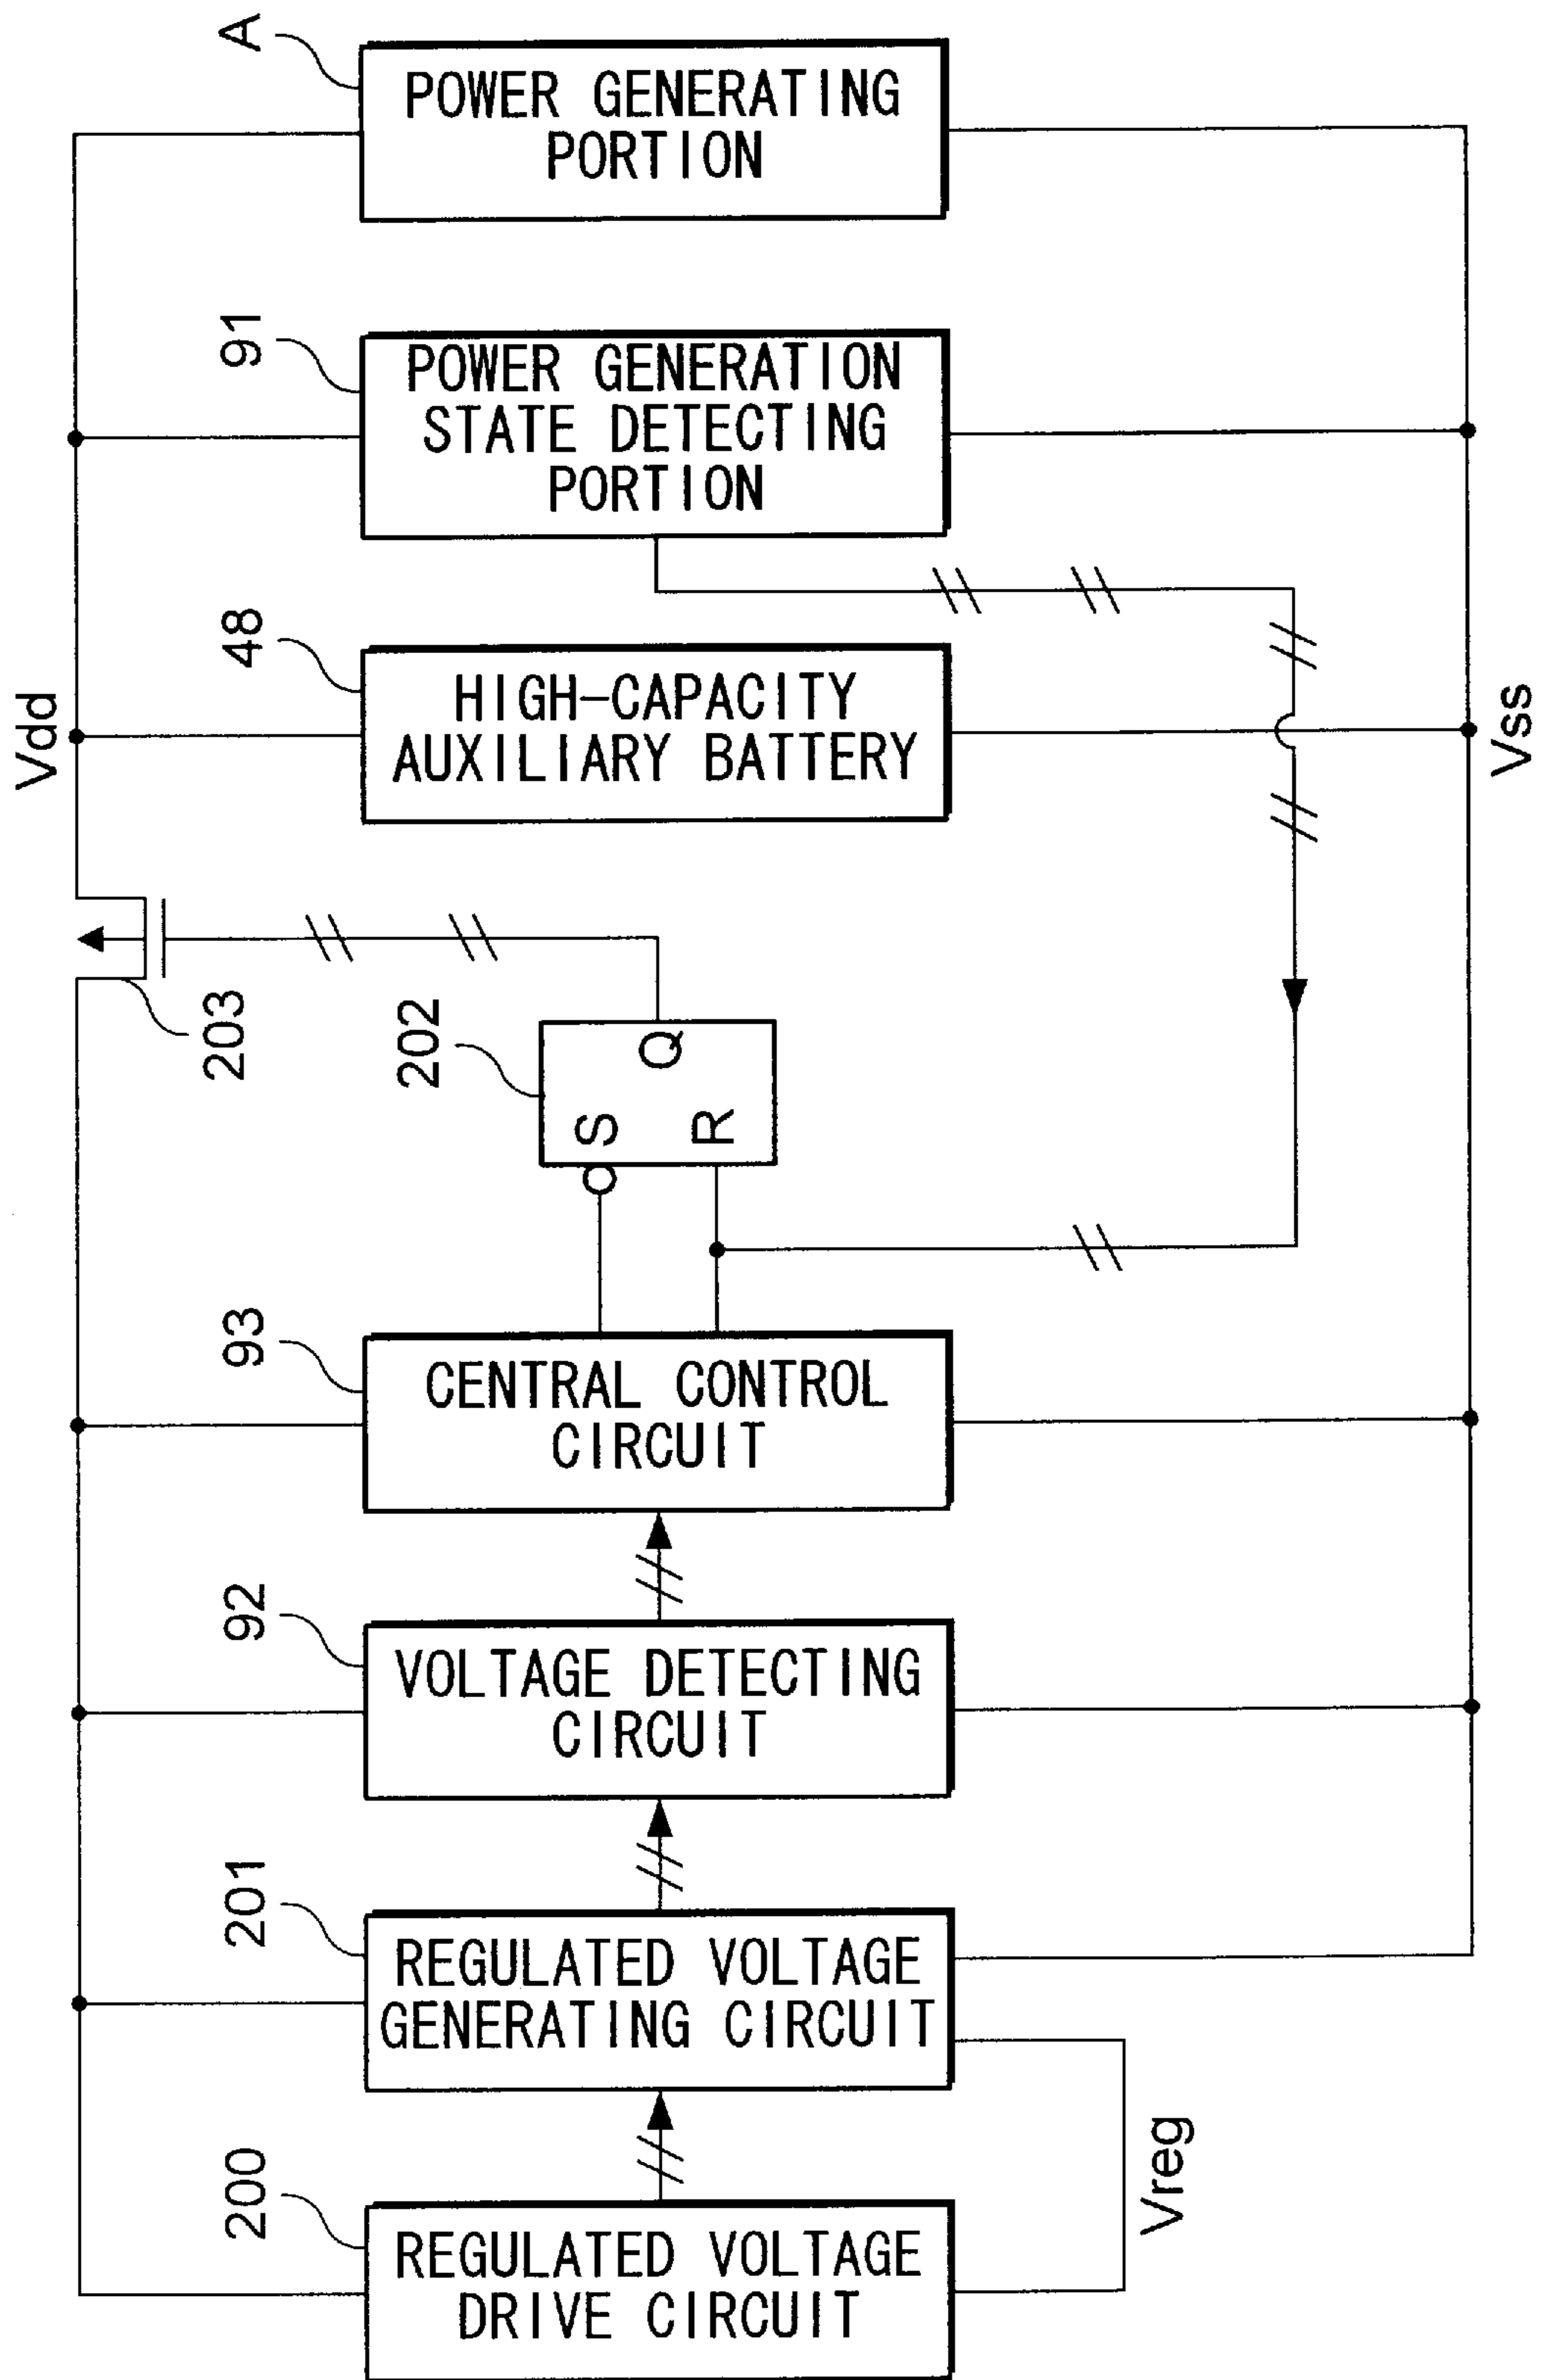 A
POWER GENERATING
PORTION
91
POWER GENERATION
STATE DETECTING
PORTION
48
HIGH-CAPACITY
AUXILIARY BATTERY
Vdd
Vss
203
202
Q
S
R
93
CENTRAL CONTROL
CIRCUIT
92
VOLTAGE DETECTING
CIRCUIT
201
REGULATED VOLTAGE
GENERATING CIRCUIT
Vreg
200
REGULATED VOLTAGE
DRIVE CIRCUIT